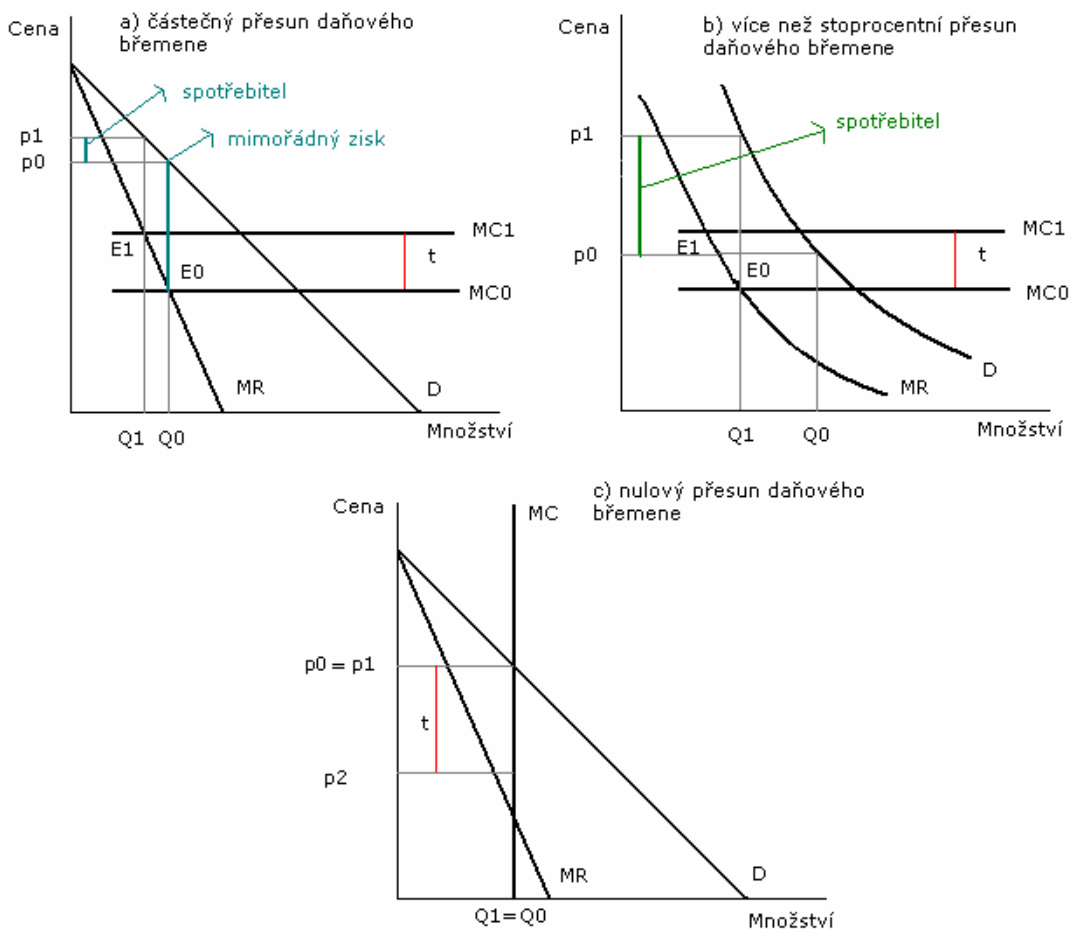 Cena
a) částečný přesun daňového
břemene
spotřebitel
p1
mimořádný zisk
p0
MC1
E1
t
E0
MC0
MR
D
Q1 Q0
Množství
Cena
b) více než stoprocentní přesun
daňového břemene
spotřebitel
p1
MC1
E1
t
p0
E0
MC0
D
MR
Q1
Q0
Množství
Cena
c) nulový přesun daňového
břemene
MC
p0 = p1
t
p2
MR
D
Q1=Q0
Množství